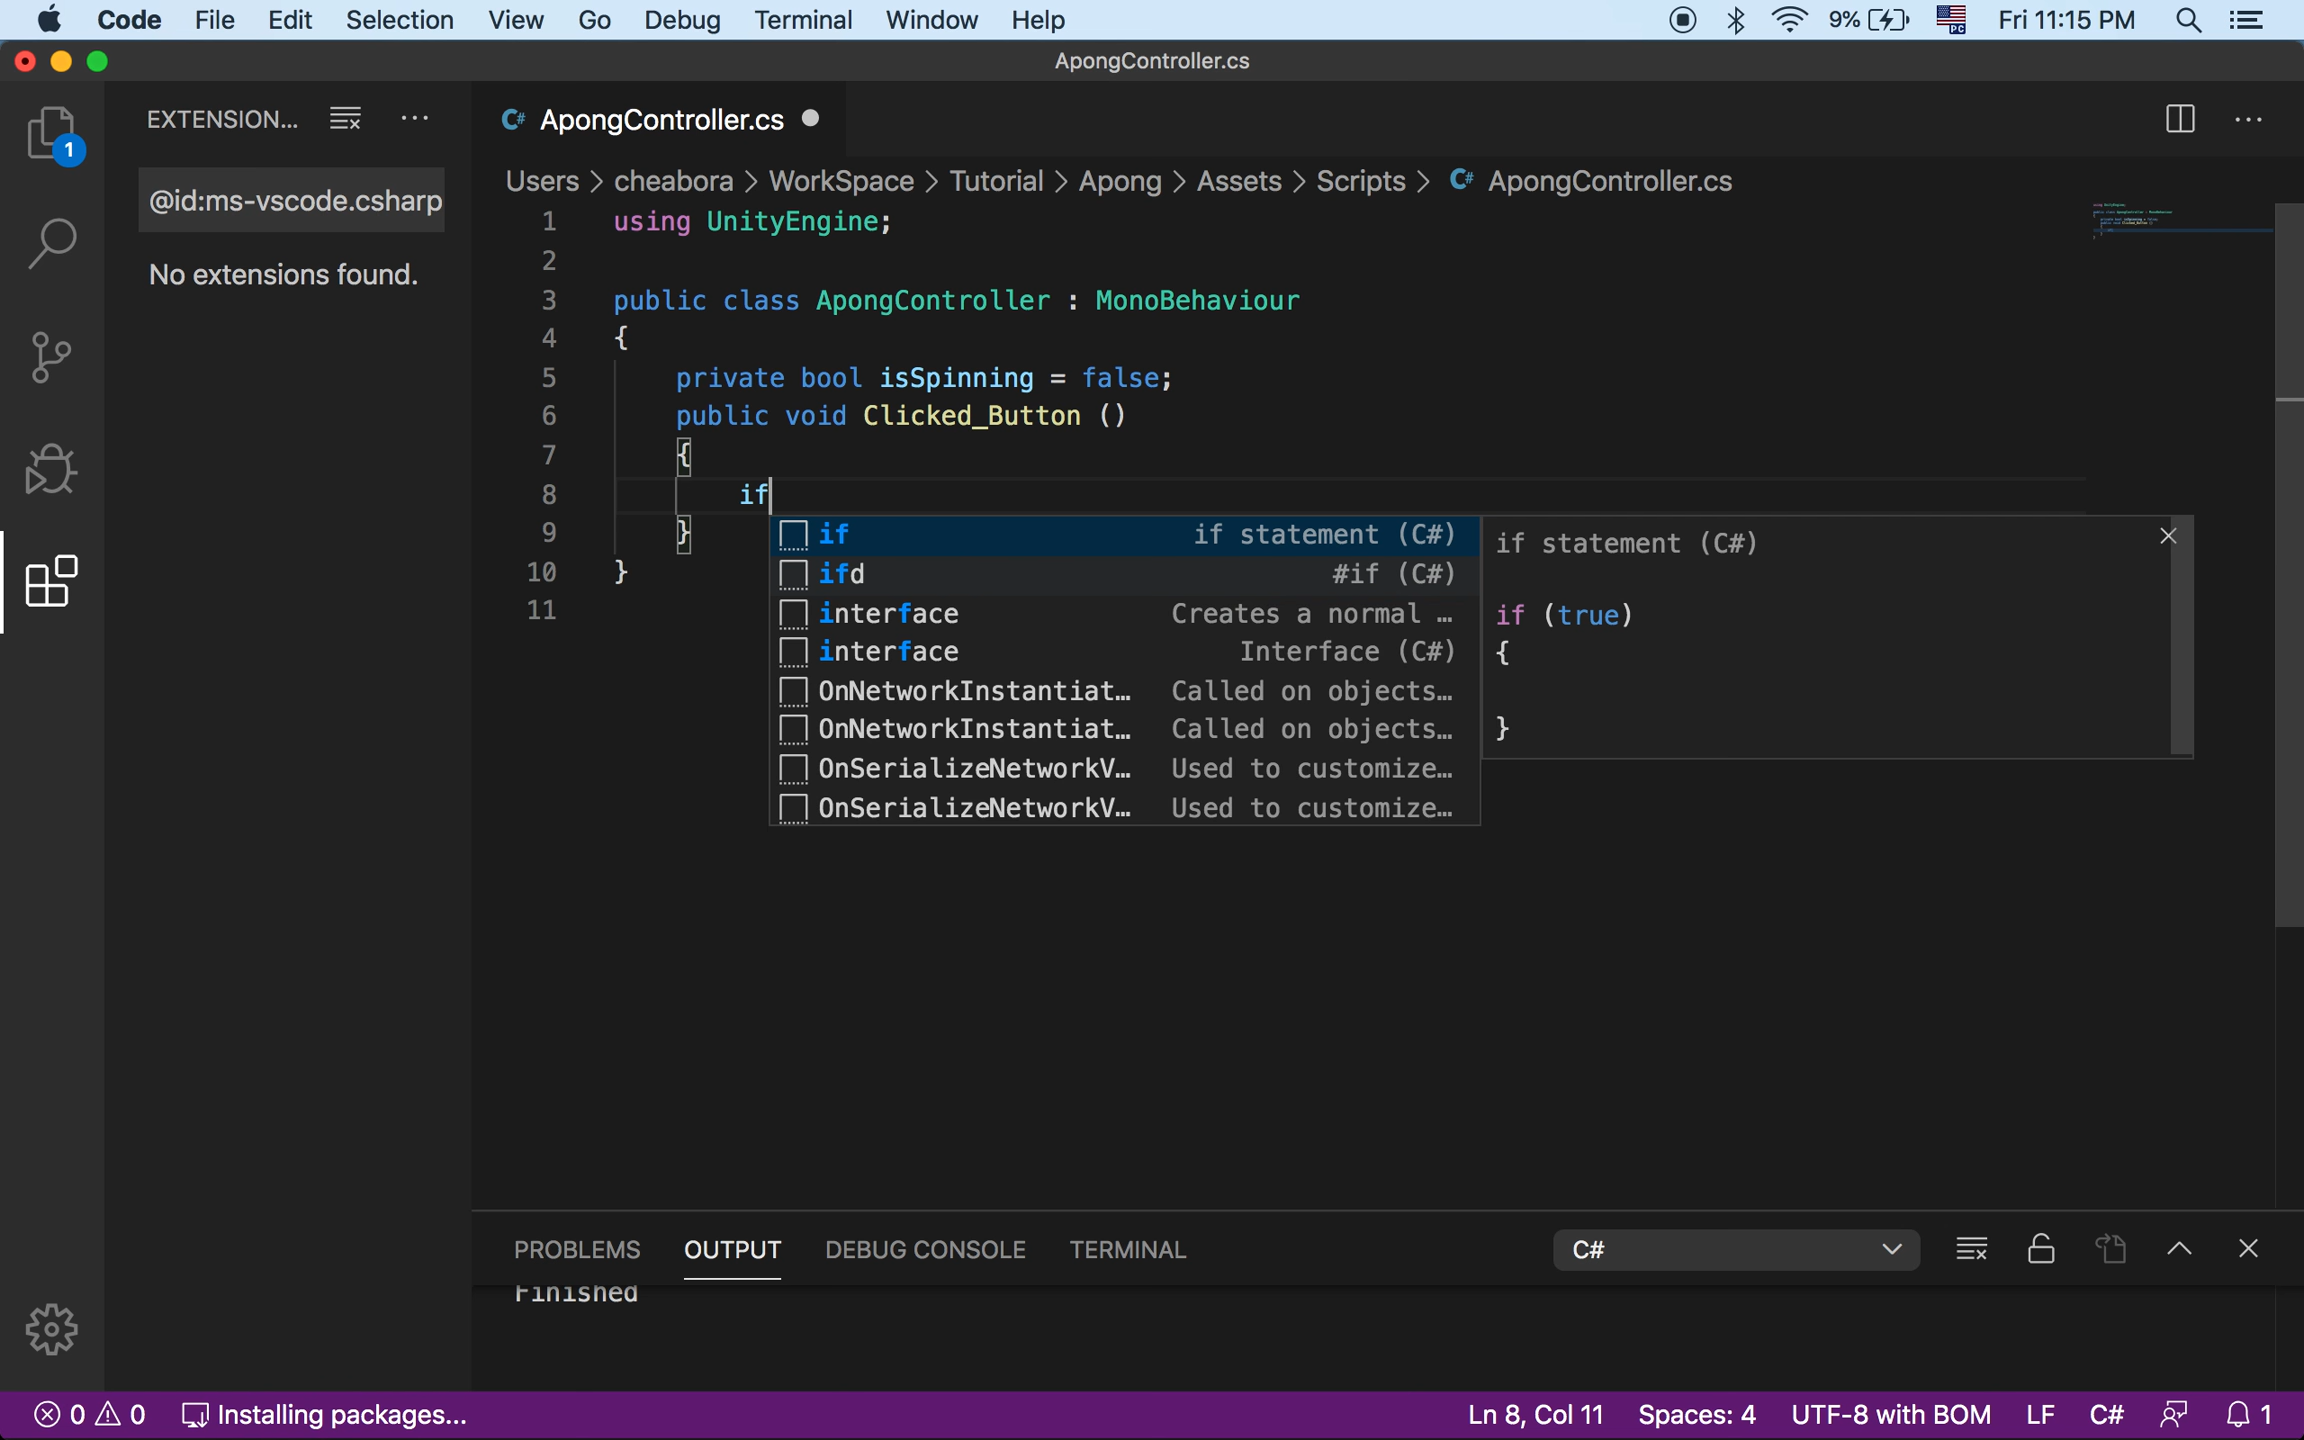 Code File Edit Selection View Go Debug Terminal Window Help 9% Fri 11:15 PM
ApongController.cs
EXTENSION... ··· C# ApongController.cs ● ···
1
@id:ms-vscode.csharp
No extensions found.
Users > cheabora > WorkSpace > Tutorial > Apong > Assets > Scripts > C# ApongController.cs
1 using UnityEngine;
2
3 public class ApongController : MonoBehaviour
4 {
5 private bool isSpinning = false;
6 public void Clicked_Button ()
7 {
8 if
9 }
10 }
11
if if statement (C#)
ifd #if (C#)
interface Creates a normal …
interface Interface (C#)
OnNetworkInstantiat… Called on objects…
OnNetworkInstantiat… Called on objects…
OnSerializeNetworkV… Used to customize…
OnSerializeNetworkV… Used to customize…
if statement (C#)
if (true)
{
}
PROBLEMS OUTPUT DEBUG CONSOLE TERMINAL C#
Finished
0 0 Installing packages... Ln 8, Col 11 Spaces: 4 UTF-8 with BOM LF C# 1